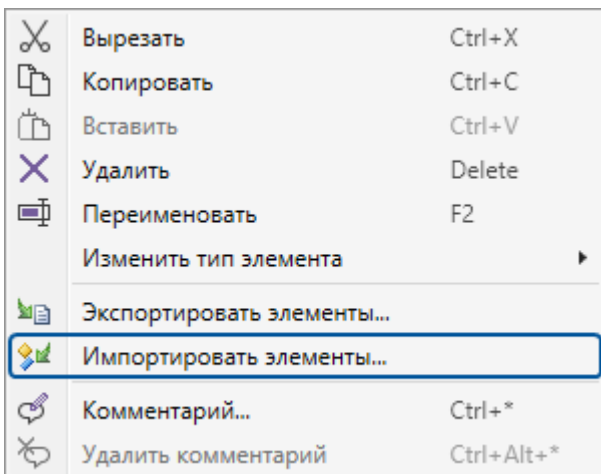 Вырезать Ctrl+X
Копировать Ctrl+C
Вставить Ctrl+V
Удалить Delete
Переименовать F2
Изменить тип элемента
Экспортировать элементы...
Импортировать элементы...
Комментарий... Ctrl+*
Удалить комментарий Ctrl+Alt+*